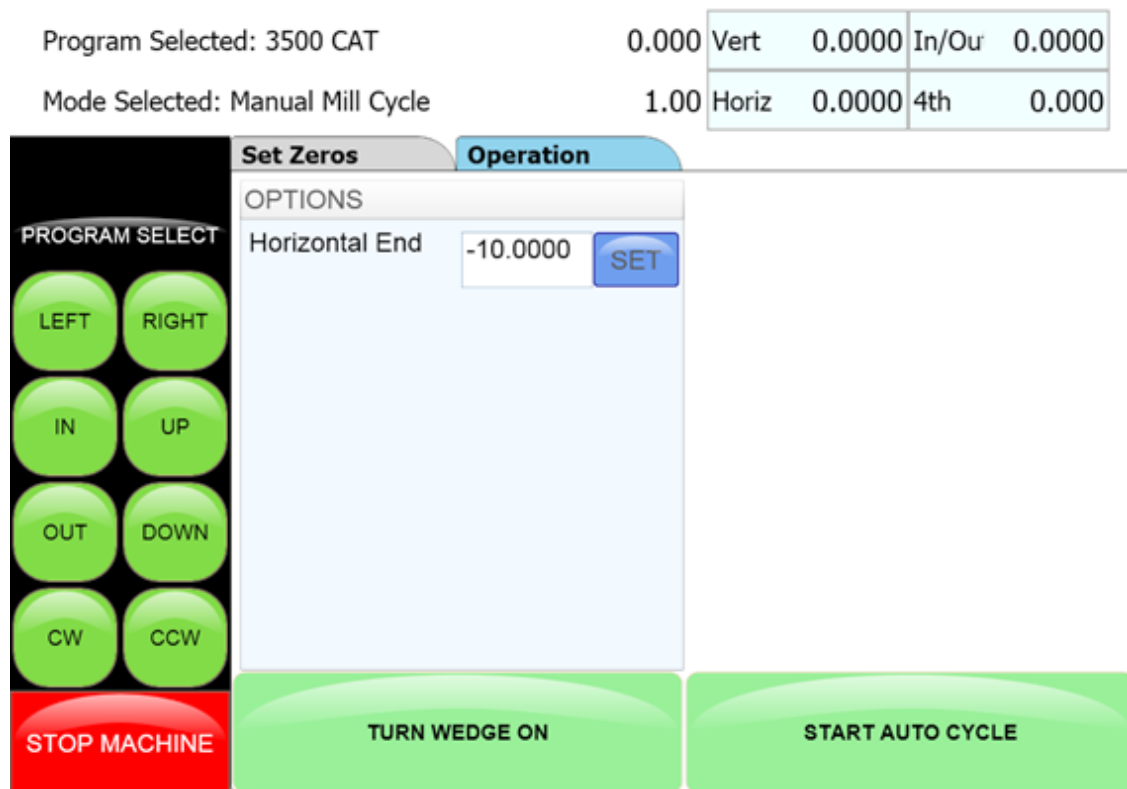 Program Selected: 3500 CAT 0.000 Vert 0.0000 In/Ou 0.0000
Mode Selected: Manual Mill Cycle 1.00 Horiz 0.0000 4th 0.000
Set Zeros Operation
OPTIONS
PROGRAM SELECT
Horizontal End -10.0000 SET
LEFT RIGHT
IN UP
OUT DOWN
CW CCW
STOP MACHINE TURN WEDGE ON START AUTO CYCLE